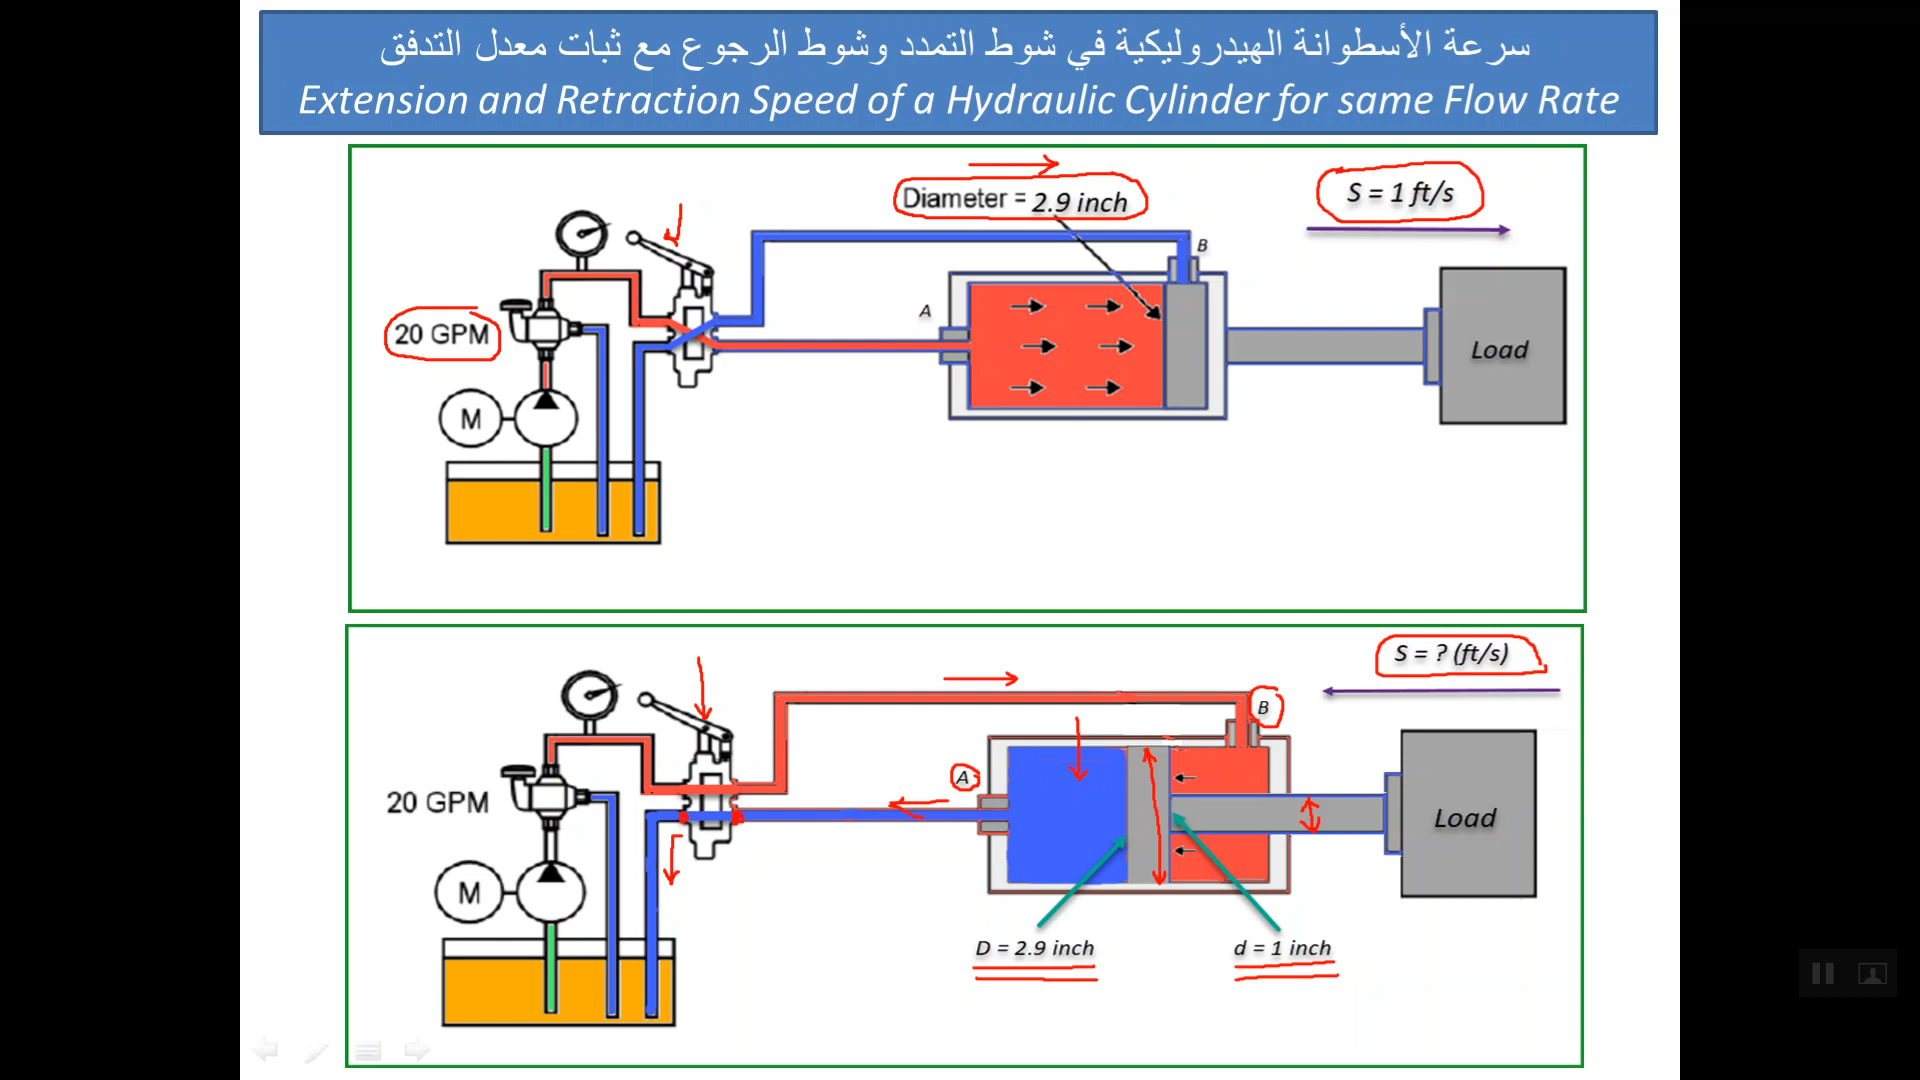 سرعة الأسطوانة الهيدروليكية في شوط التمدد وشوط الرجوع مع ثبات معدل التدفق
Extension and Retraction Speed of a Hydraulic Cylinder for same Flow Rate
Diameter = 2.9 inch
S = 1 ft/s
B
A
20 GPM
Load
M
S = ? (ft/s)
B
A
20 GPM
Load
M
D = 2.9 inch
d = 1 inch